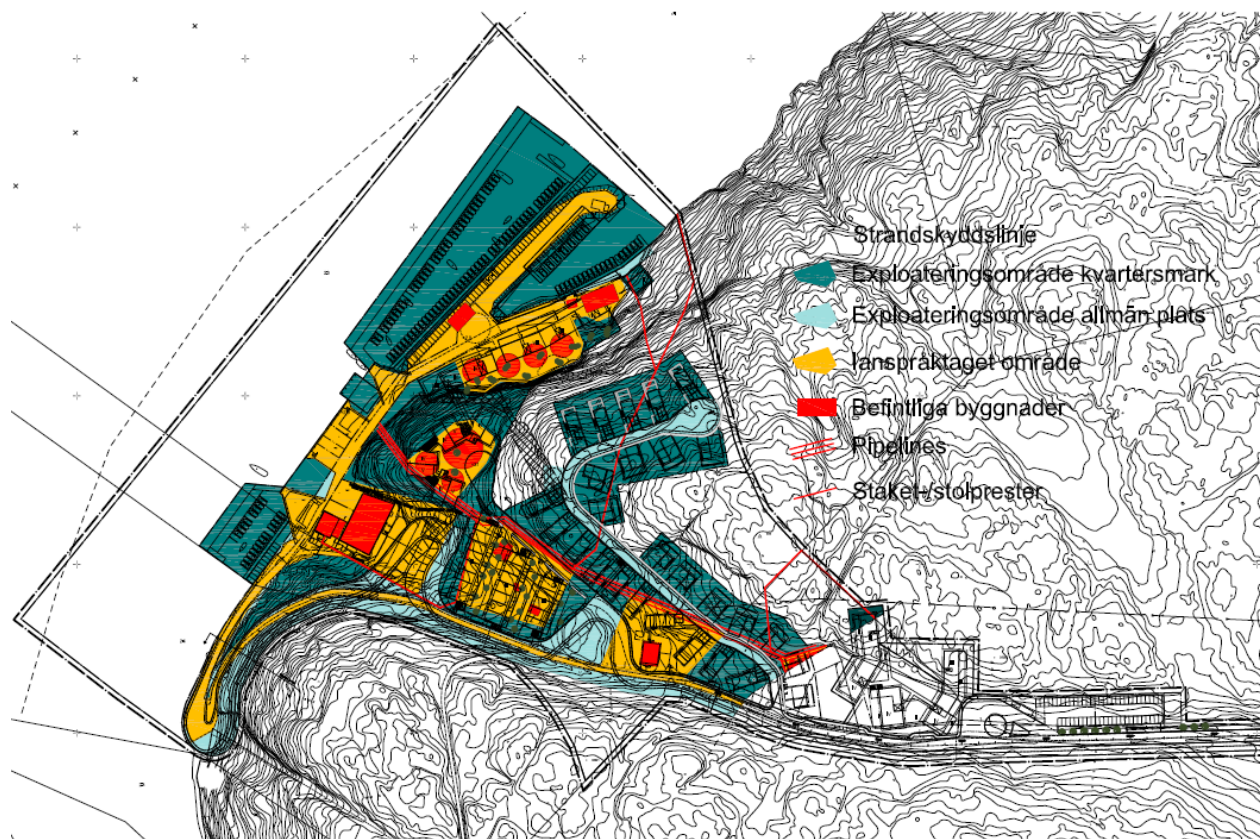 Strandskyddslinje
Exploateringsområde kvartersmark
Exploateringsområde allmän plats
Ianspråktaget område
Befintliga byggnader
Pipelines
Staket-/stolprester